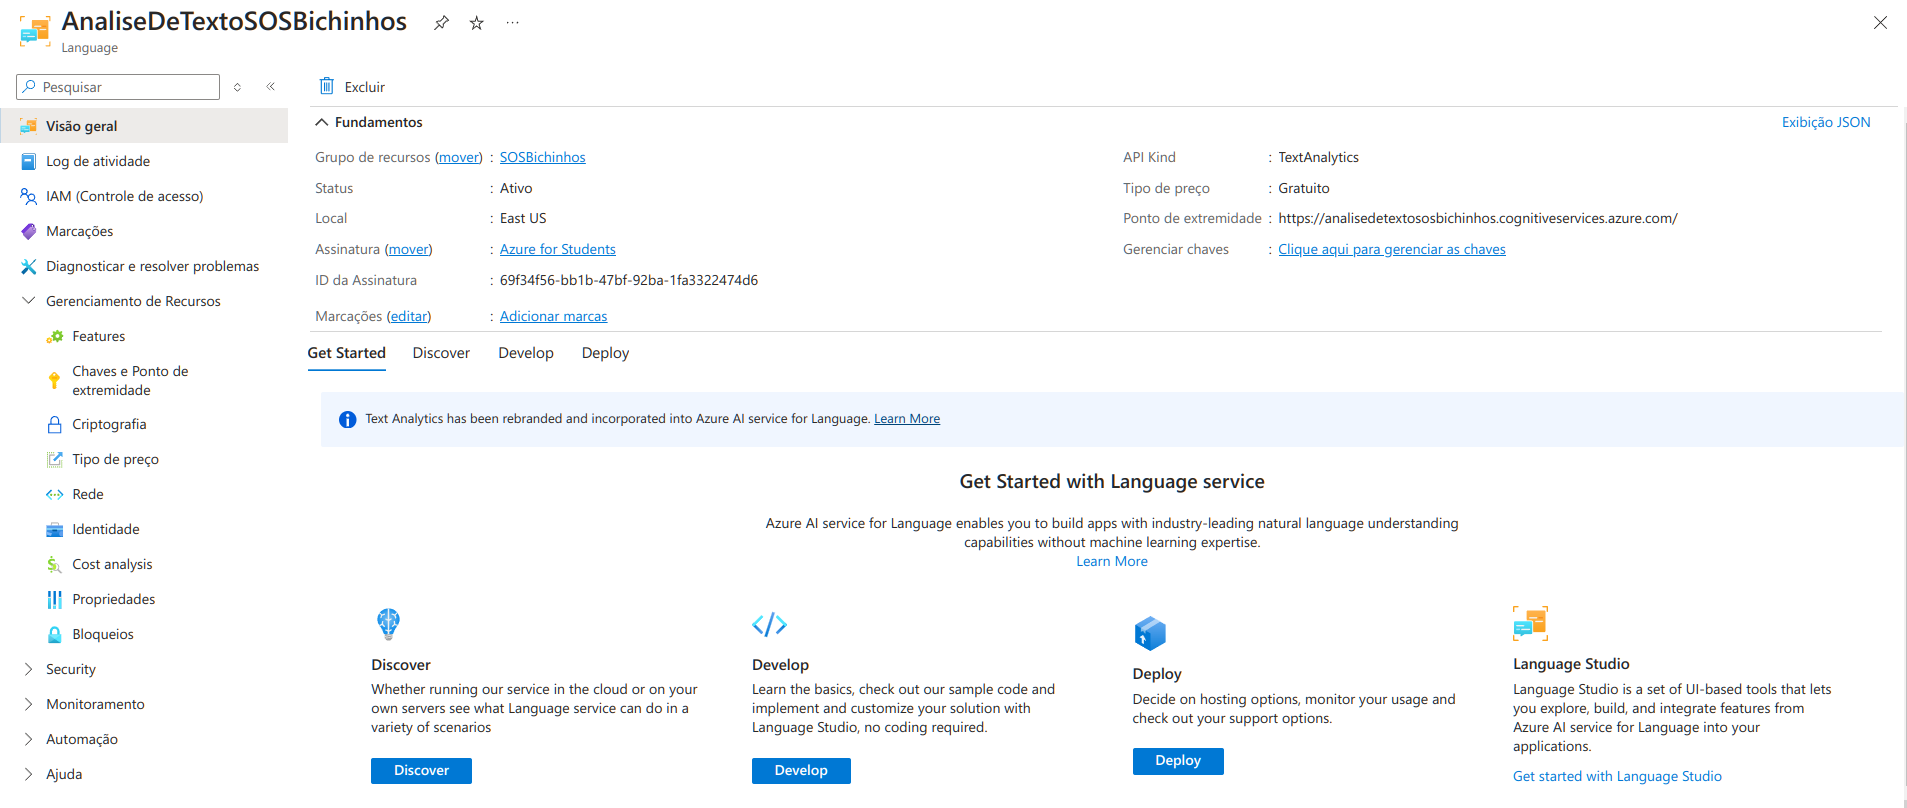 AnaliseDeTextoSOSBichinhos
Language
Pesquisar
Visão geral
Log de atividade
IAM (Controle de acesso)
Marcações
Diagnosticar e resolver problemas
Gerenciamento de Recursos
Features
Chaves e Ponto de
extremidade
Criptografia
Tipo de preço
Rede
Identidade
Cost analysis
Propriedades
Bloqueios
Security
Monitoramento
Automação
Ajuda
Excluir
Fundamentos
Exibição JSON
Grupo de recursos (mover) : SOSBichinhos
Status : Ativo
Local : East US
Assinatura (mover) : Azure for Students
ID da Assinatura : 69f34f56-bb1b-47bf-92ba-1fa3322474d6
Marcações (editar) : Adicionar marcas
API Kind : TextAnalytics
Tipo de preço : Gratuito
Ponto de extremidade : https://analisedetextososbichinhos.cognitiveservices.azure.com/
Gerenciar chaves : Clique aqui para gerenciar as chaves
Get Started Discover Develop Deploy
Text Analytics has been rebranded and incorporated into Azure AI service for Language. Learn More
Get Started with Language service
Azure AI service for Language enables you to build apps with industry-leading natural language understanding
capabilities without machine learning expertise.
Learn More
Discover
Whether running our service in the cloud or on your
own servers see what Language service can do in a
variety of scenarios
Discover
Develop
Learn the basics, check out our sample code and
implement and customize your solution with
Language Studio, no coding required.
Develop
Deploy
Decide on hosting options, monitor your usage and
check out your support options.
Deploy
Language Studio
Language Studio is a set of UI-based tools that lets
you explore, build, and integrate features from
Azure AI service for Language into your
applications.
Get started with Language Studio